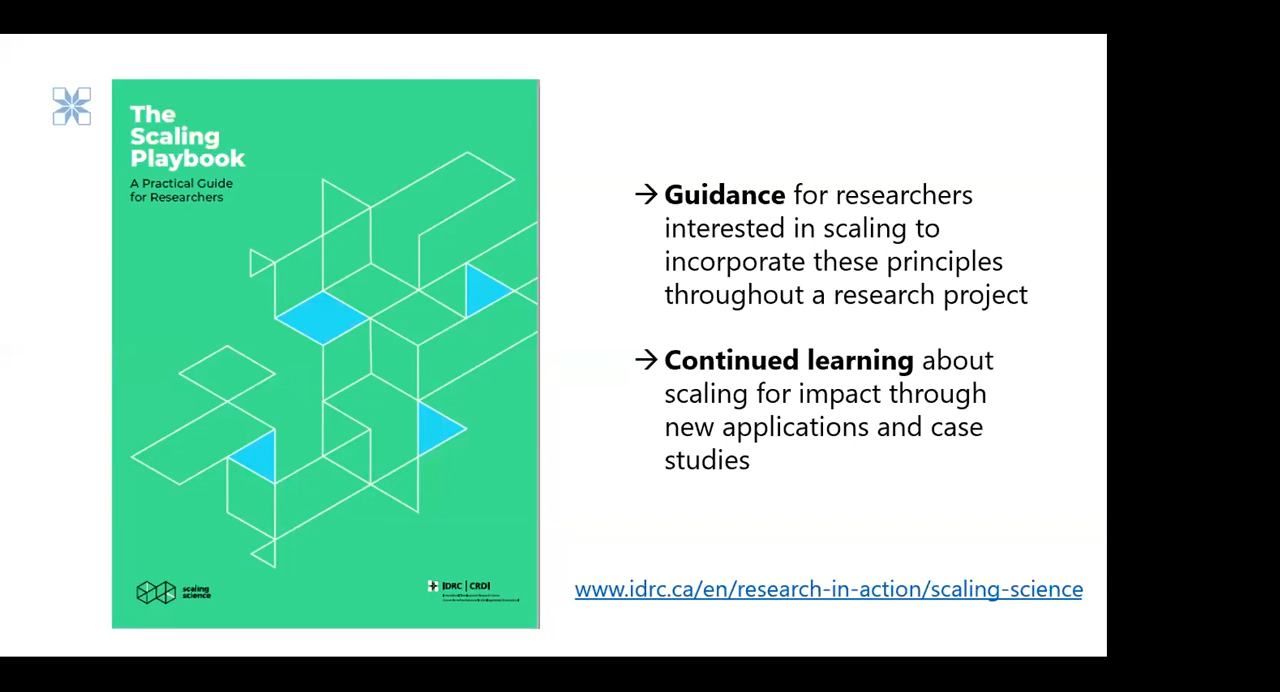 The
Scaling
Playbook
A Practical Guide
for Researchers
scaling
science
IDRC | CRDI
→ Guidance for researchers
interested in scaling to
incorporate these principles
throughout a research project
→ Continued learning about
scaling for impact through
new applications and case
studies
www.idrc.ca/en/research-in-action/scaling-science